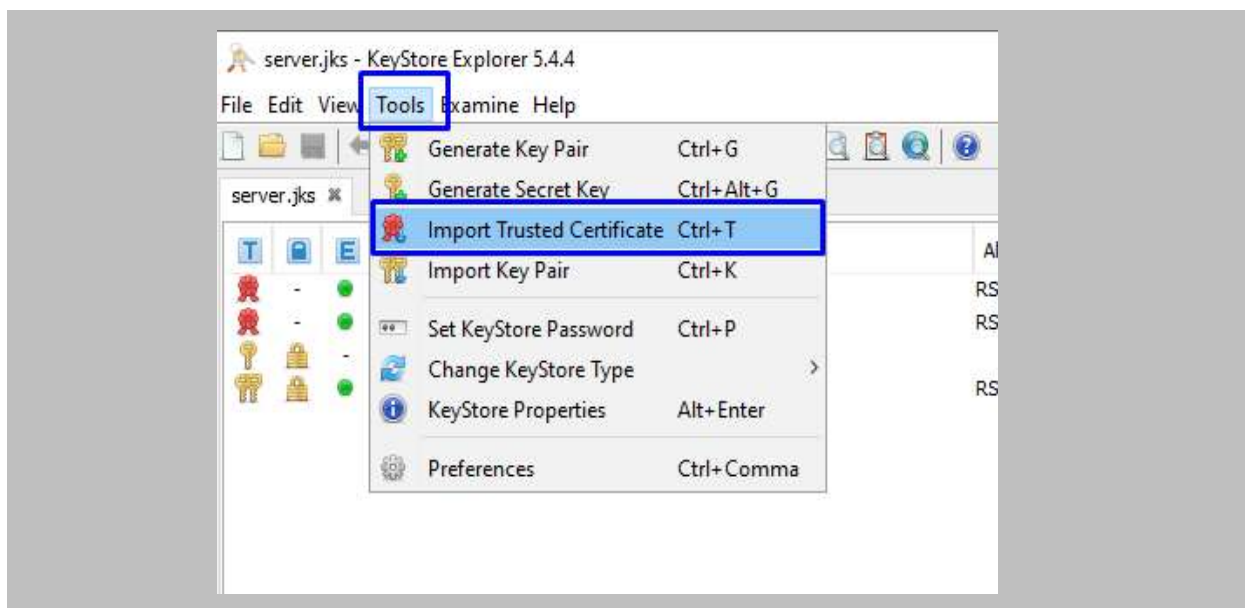 server.jks - KeyStore Explorer 5.4.4
File Edit View Tools Examine Help
Generate Key Pair Ctrl+G
server.jks Generate Secret Key Ctrl+Alt+G
Import Trusted Certificate Ctrl+T
T E
Import Key Pair Ctrl+K
RS
Set KeyStore Password Ctrl+P
RS
Change KeyStore Type
KeyStore Properties Alt+Enter
RS
Preferences Ctrl+Comma